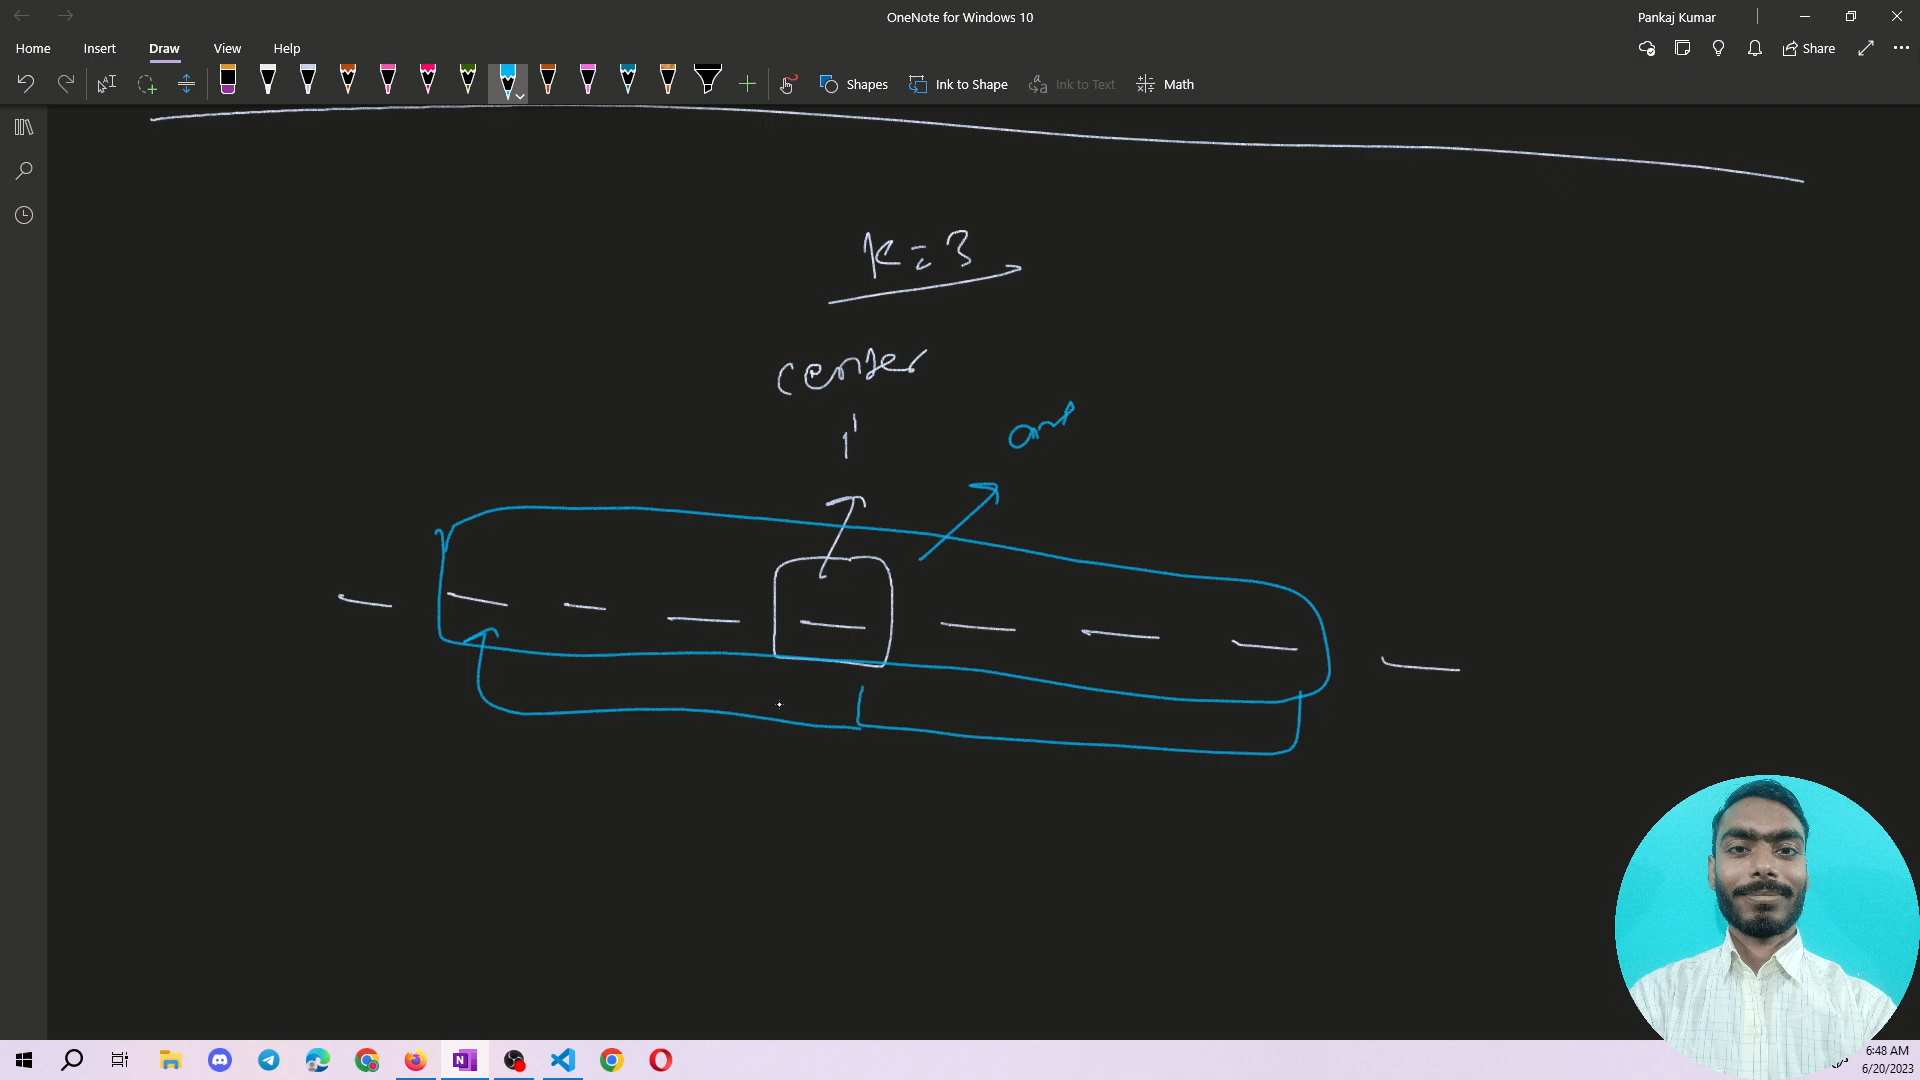 OneNote for Windows 10
Pankaj Kumar
Home Insert Draw View Help
Share
Shapes
Ink to Shape
Ink to Text
Math
k = 3
center
i
ans
6:48 AM
6/20/2023